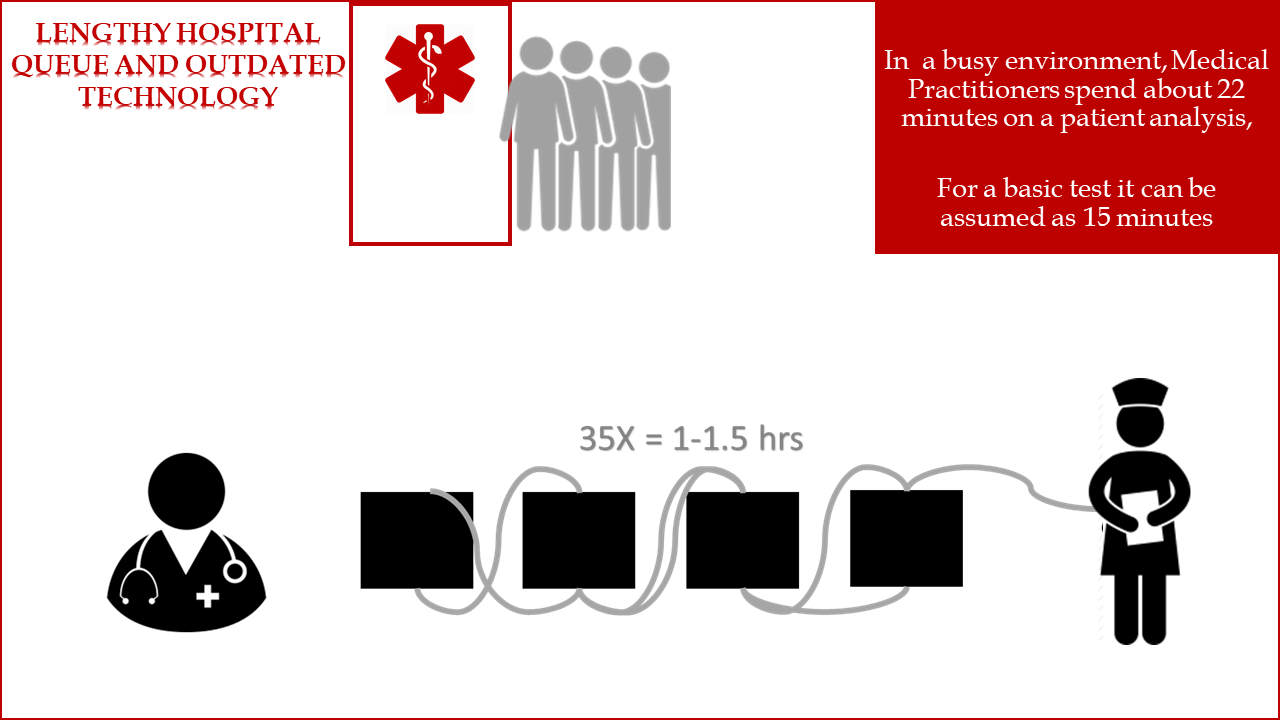 LENGTHY HOSPITAL
QUEUE AND OUTDATED
TECHNOLOGY
In a busy environment, Medical
Practitioners spend about 22
minutes on a patient analysis,
For a basic test it can be
assumed as 15 minutes
35X = 1-1.5 hrs